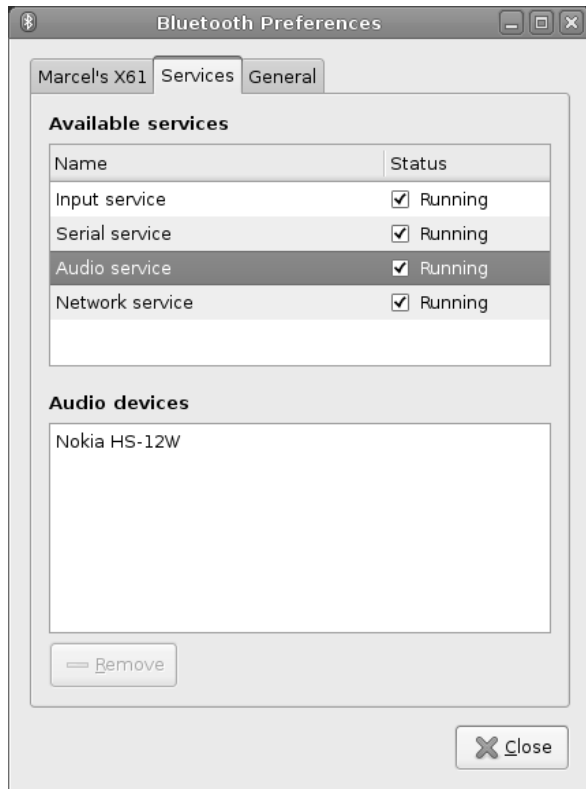 Bluetooth Preferences
Marcel's X61 Services General
Available services
Name Status
Input service Running
Serial service Running
Audio service Running
Network service Running
Audio devices
Nokia HS-12W
Remove
Close